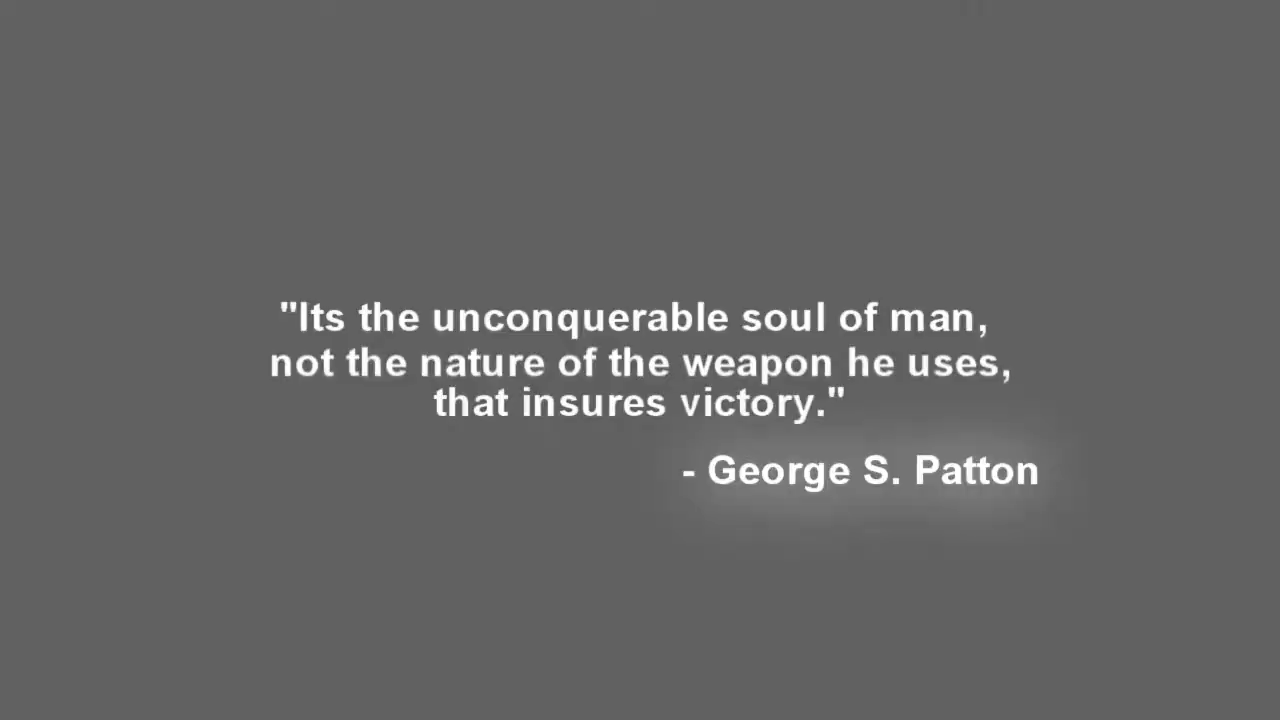 "Its the unconquerable soul of man,
not the nature of the weapon he uses,
that insures victory."
- George S. Patton